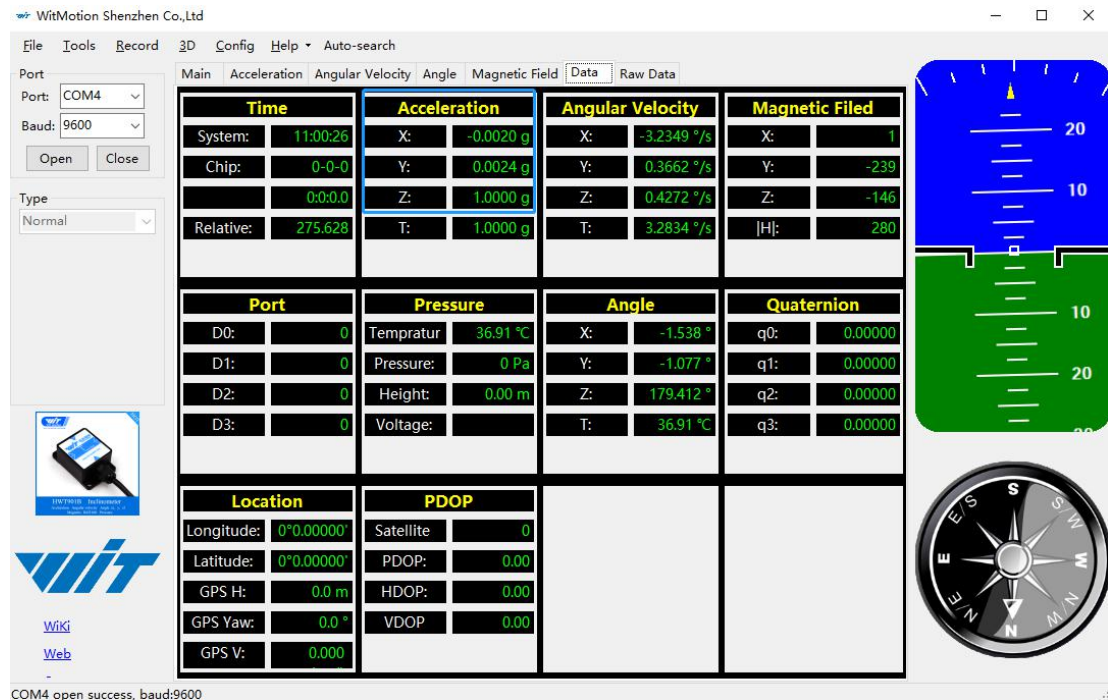 WitMotion Shenzhen Co.,Ltd
File Tools Record 3D Config Help Auto-search
Port
Port: COM4
Baud: 9600
Open Close
Type
Normal
Main Acceleration Angular Velocity Angle Magnetic Field Data Raw Data
Time
System: 11:00:26
Chip: 0-0-0
0:0:0.0
Relative: 275.628
Acceleration
X: -0.0020 g
Y: 0.0024 g
Z: 1.0000 g
T: 1.0000 g
Angular Velocity
X: -3.2349 °/s
Y: 0.3662 °/s
Z: 0.4272 °/s
T: 3.2834 °/s
Magnetic Filed
X: 1
Y: -239
Z: -146
|H|: 280
Port
D0: 0
D1: 0
D2: 0
D3: 0
Pressure
Tempratur 36.91 ℃
Pressure: 0 Pa
Height: 0.00 m
Voltage:
Angle
X: -1.538 °
Y: -1.077 °
Z: 179.412 °
T: 36.91 ℃
Quaternion
q0: 0.00000
q1: 0.00000
q2: 0.00000
q3: 0.00000
Location
Longitude: 0°0.00000'
Latitude: 0°0.00000'
GPS H: 0.0 m
GPS Yaw: 0.0 °
GPS V: 0.000
PDOP
Satellite 0
PDOP: 0.00
HDOP: 0.00
VDOP 0.00
20
10
10
20
S
E/S
S/W
E
W
N/E
N/W
N
WIT
HWT901B Inclinometer
WIT
WiKi
Web
COM4 open success, baud:9600